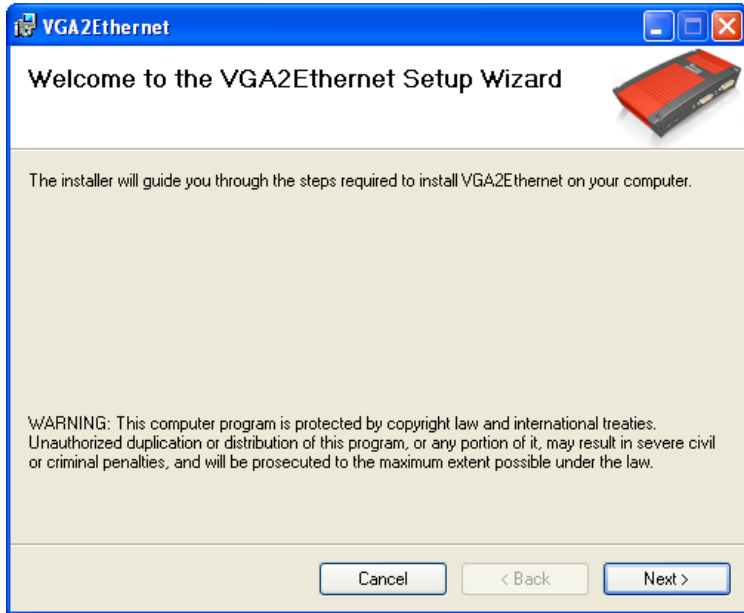 VGA2Ethernet
Welcome to the VGA2Ethernet Setup Wizard
The installer will guide you through the steps required to install VGA2Ethernet on your computer.
WARNING: This computer program is protected by copyright law and international treaties.
Unauthorized duplication or distribution of this program, or any portion of it, may result in severe civil
or criminal penalties, and will be prosecuted to the maximum extent possible under the law.
Cancel < Back Next >